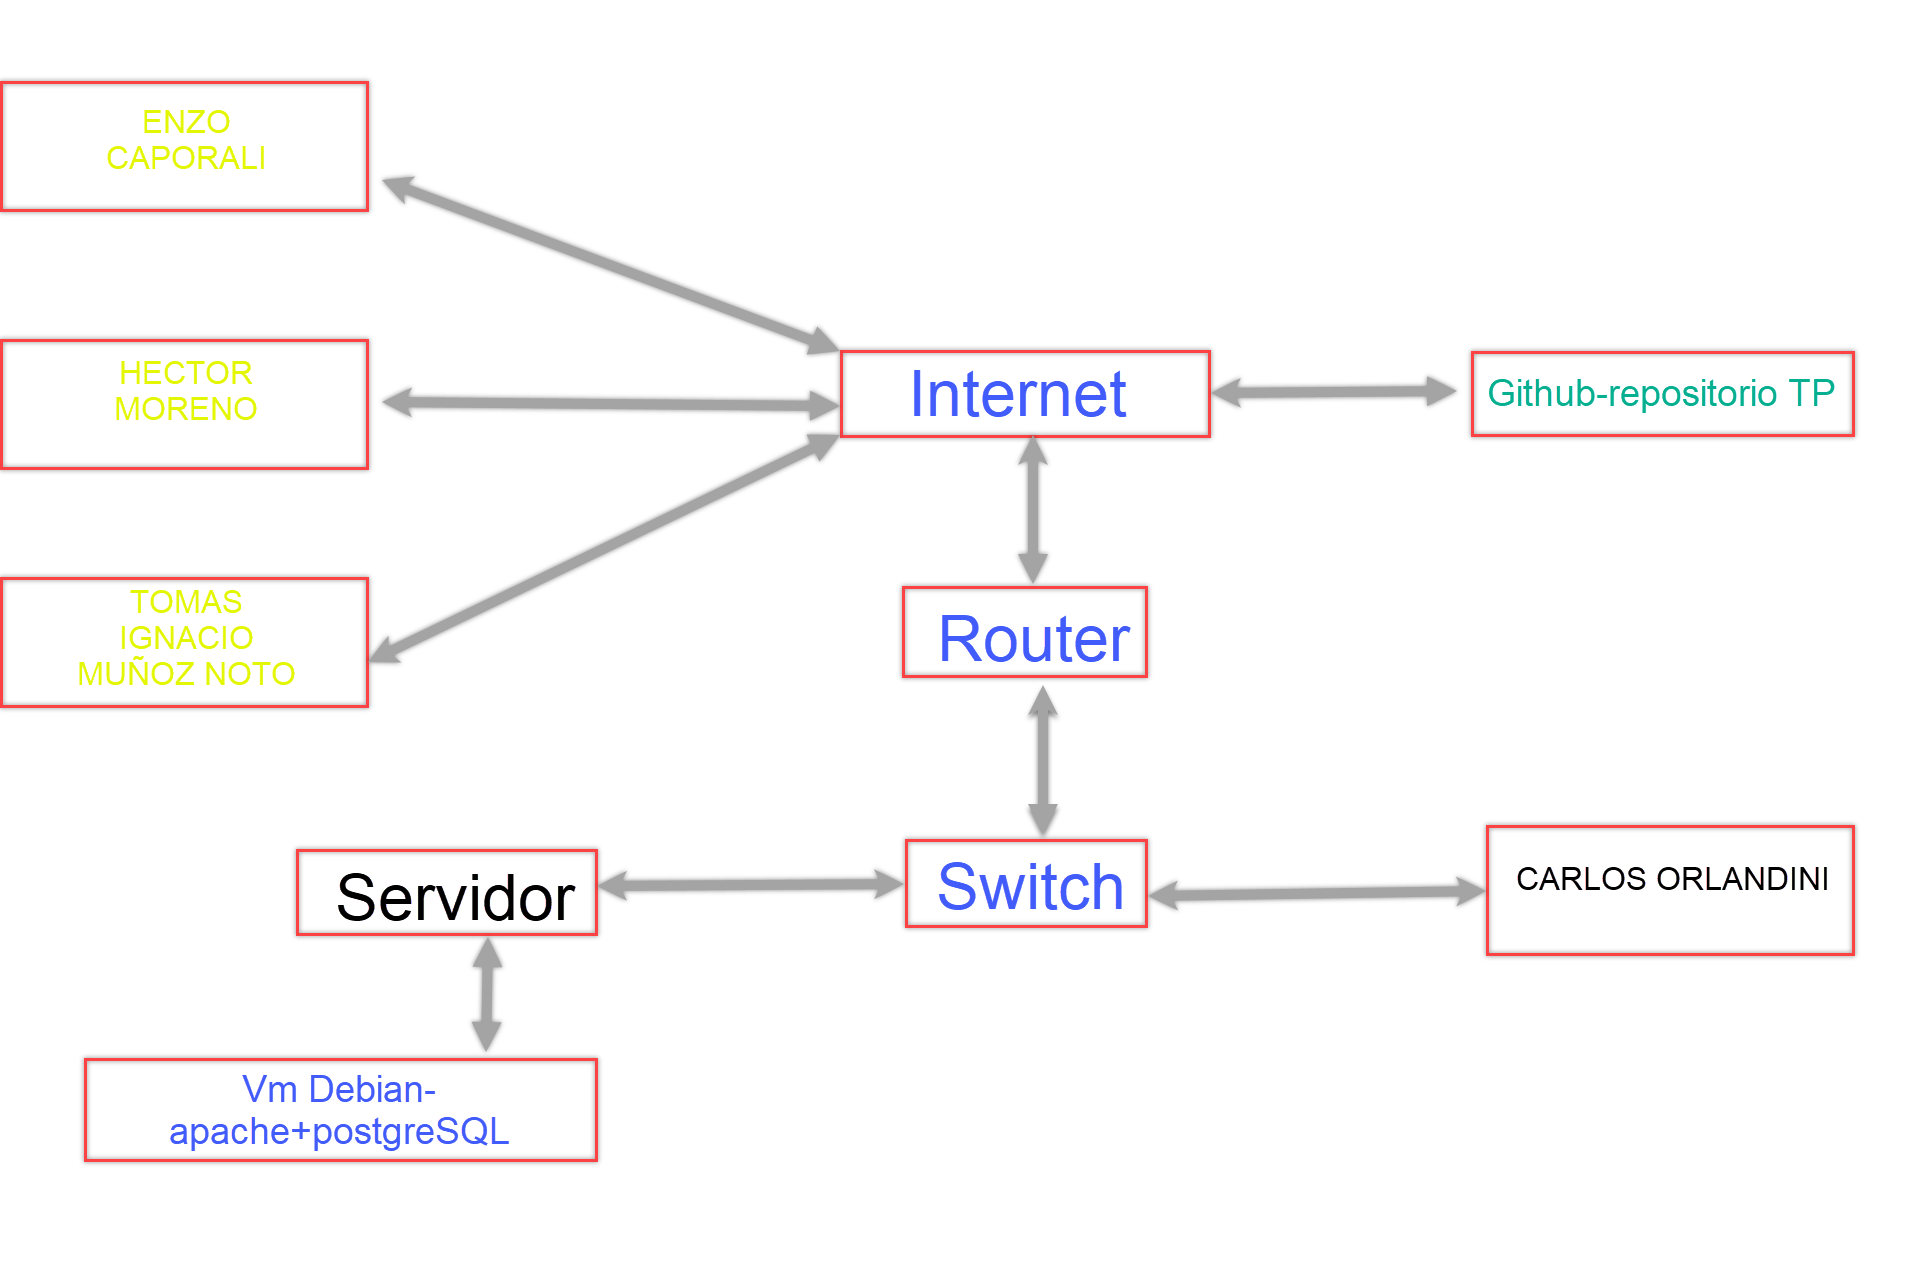 ENZO
CAPORALI
HECTOR
MORENO
Internet
Github-repositorio TP
TOMAS
IGNACIO
MUÑOZ NOTO
Router
Servidor
Switch
CARLOS ORLANDINI
Vm Debian-
apache+postgreSQL